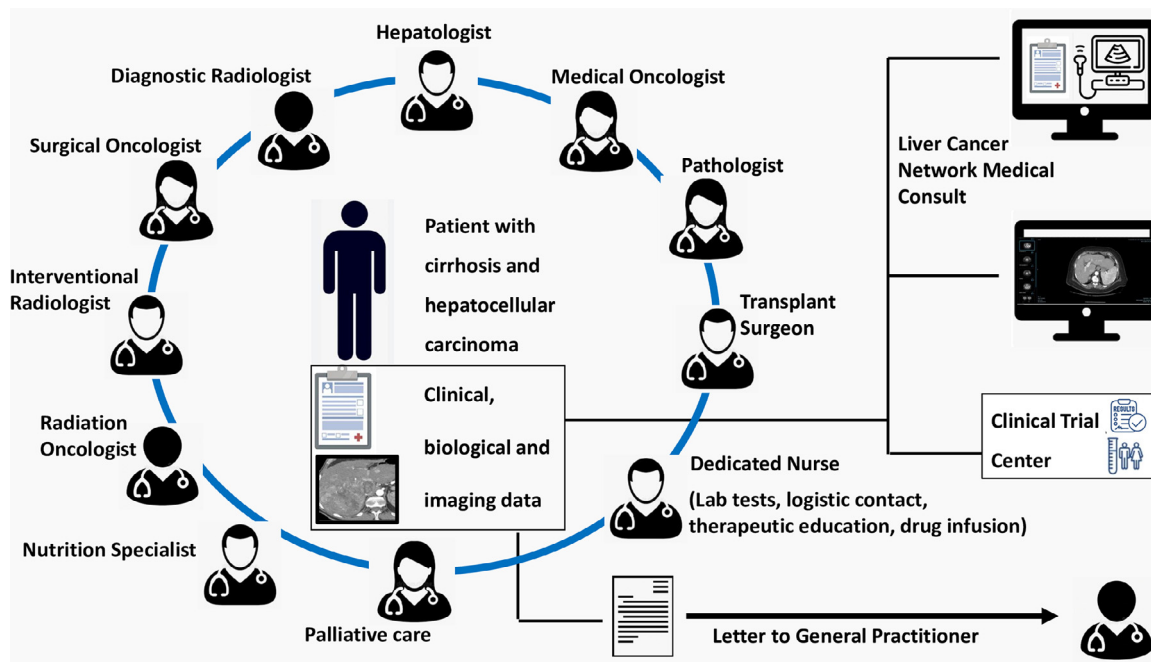 Hepatologist
Diagnostic Radiologist
Medical Oncologist
Surgical Oncologist
Pathologist
Interventional
Radiologist
Transplant
Surgeon
Radiation
Oncologist
Nutrition Specialist
Palliative care
Dedicated Nurse
(Lab tests, logistic contact,
therapeutic education, drug infusion)
Patient with
cirrhosis and
hepatocellular
carcinoma
Clinical,
biological and
imaging data
Liver Cancer
Network Medical
Consult
RESULTS
Clinical Trial
Center
Letter to General Practitioner